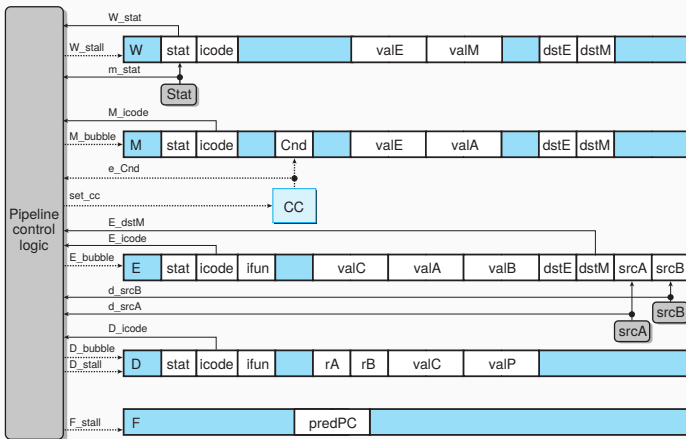 W_stat
W_stall
W stat icode valE valM dstE dstM
m_stat
Stat
M_icode
M_bubble
M stat icode Cnd valE valA dstE dstM
e_Cnd
set_cc
CC
Pipeline
control
logic
E_dstM
E_icode
E_bubble
E stat icode ifun valC valA valB dstE dstM srcA srcB
d_srcB
d_srcA
srcB
srcA
D_icode
D_bubble
D_stall
D stat icode ifun rA rB valC valP
F_stall
F predPC